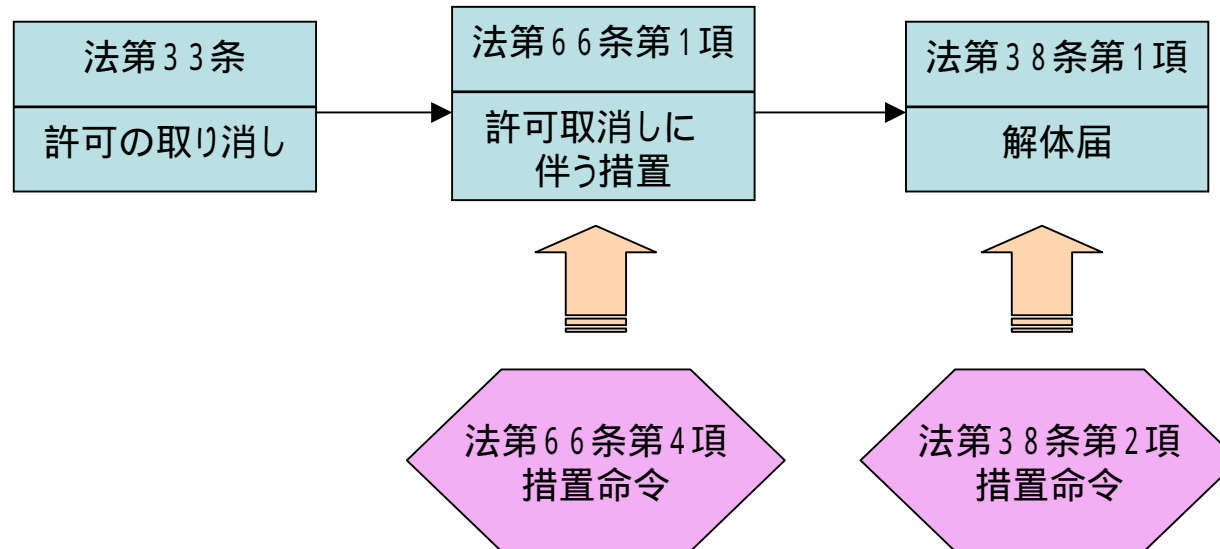 法第33条
許可の取り消し
法第66条第1項
許可取消しに
伴う措置
法第38条第1項
解体届
法第66条第4項
措置命令
法第38条第2項
措置命令